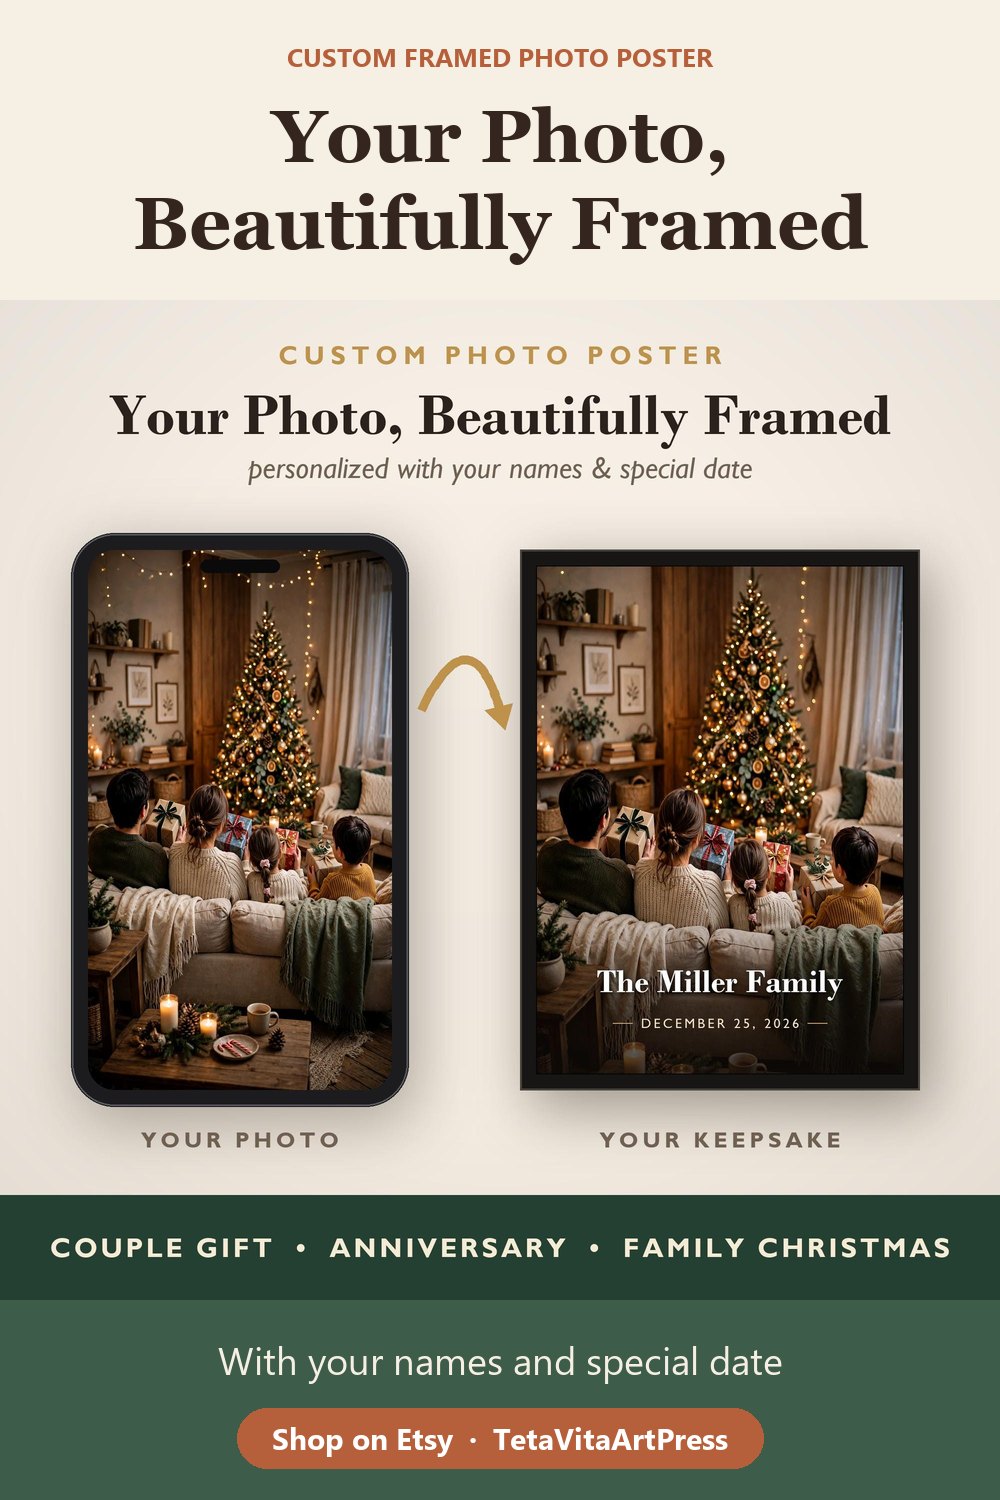 CUSTOM FRAMED PHOTO POSTER
Your Photo,
Beautifully Framed
CUSTOM PHOTO POSTER
Your Photo, Beautifully Framed
personalized with your names & special date
The Miller Family
DECEMBER 25, 2026
YOUR PHOTO
YOUR KEEPSAKE
COUPLE GIFT • ANNIVERSARY • FAMILY CHRISTMAS
With your names and special date
Shop on Etsy · TetaVitaArtPress